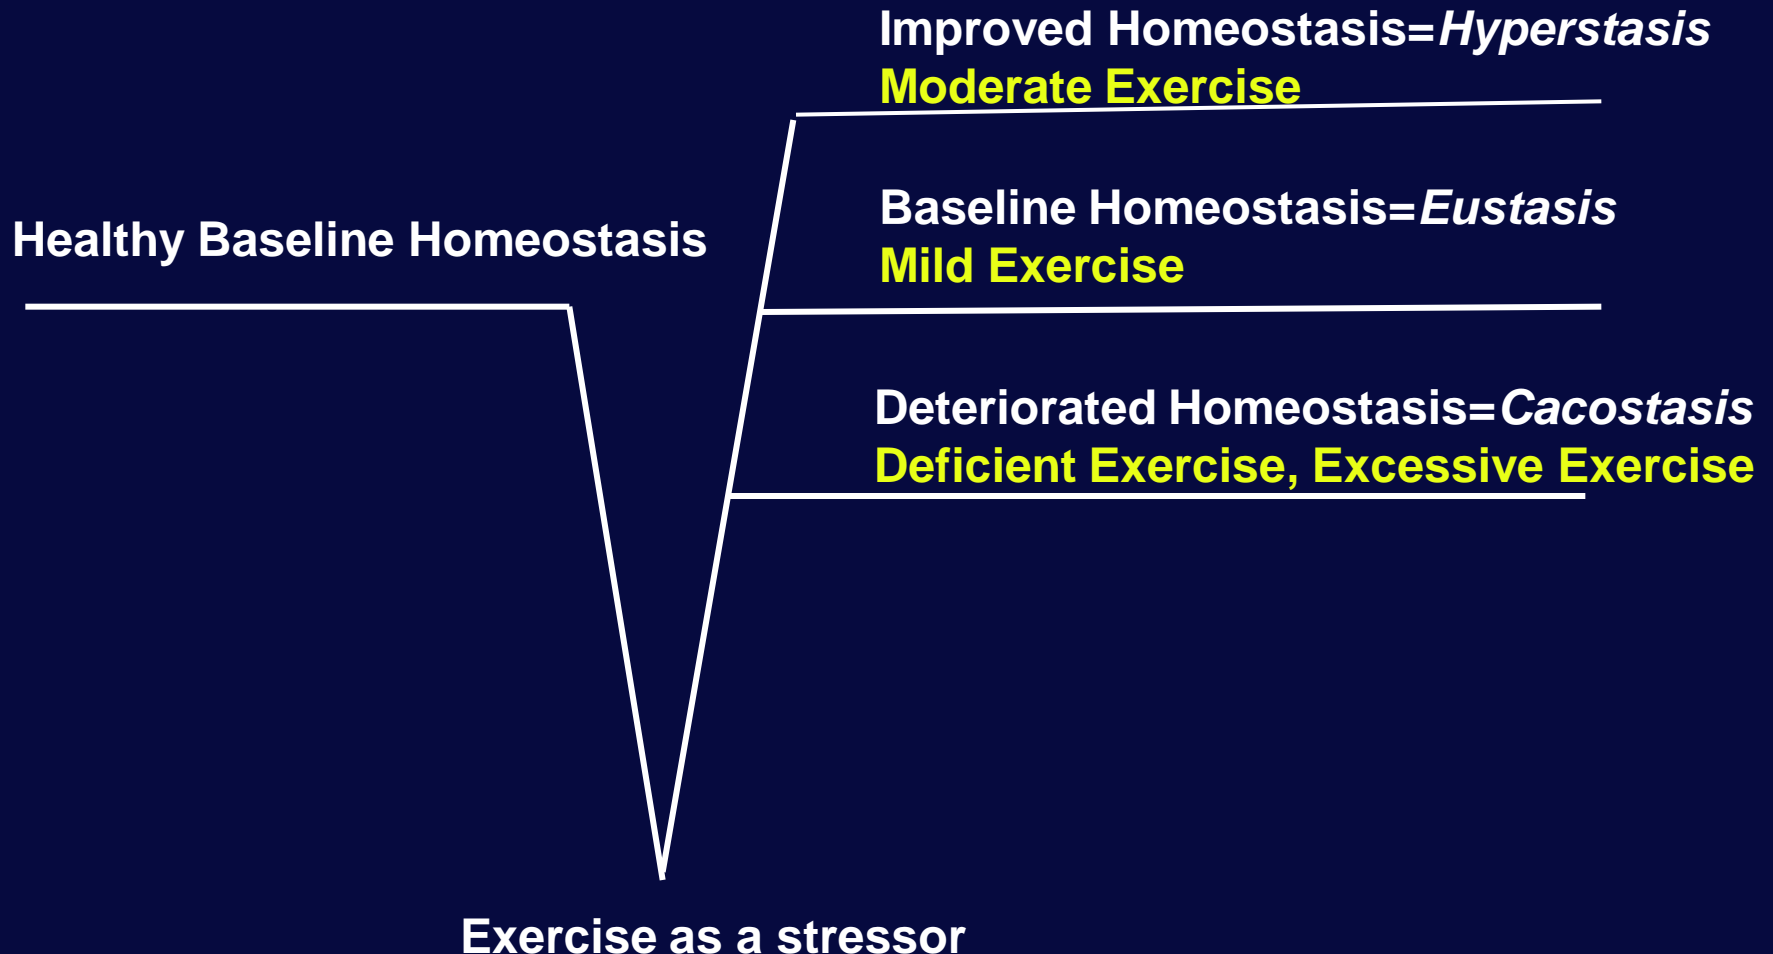 Improved Homeostasis=Hyperstasis
Moderate Exercise
Healthy Baseline Homeostasis
Baseline Homeostasis=Eustasis
Mild Exercise
Deteriorated Homeostasis=Cacostasis
Deficient Exercise, Excessive Exercise
Exercise as a stressor